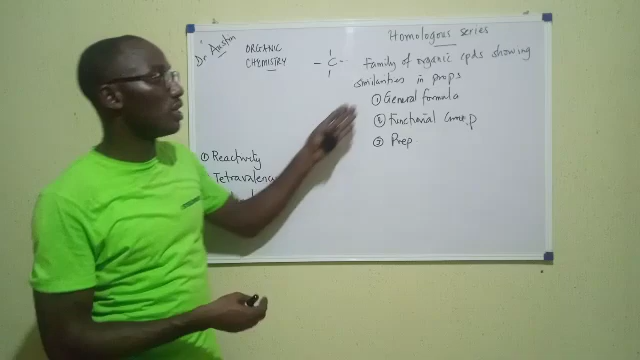 Dr Austin
ORGANIC
CHEMISTRY
- C -
① Reactivity
Tetravalency
Homologous series
Family of organic cpds showing
similarities in props
① General formula
② Functional Group
③ Prep